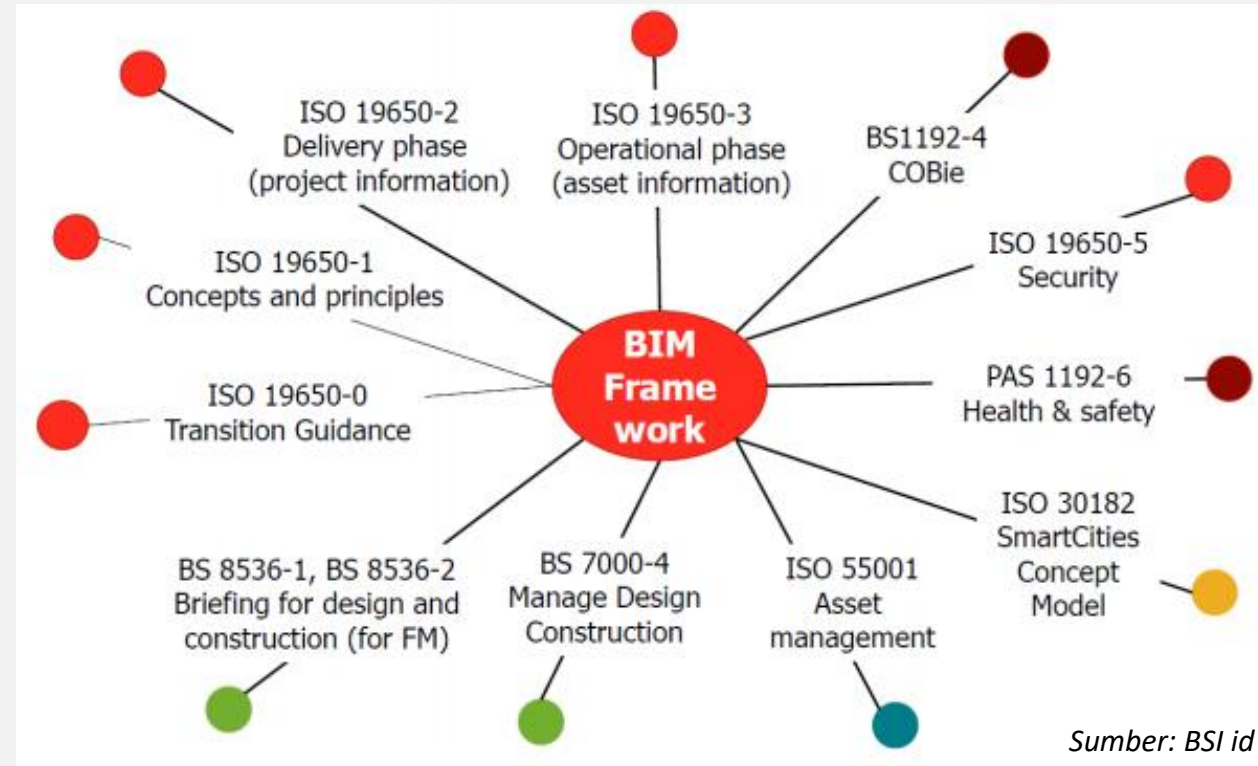 ISO 19650-2
Delivery phase
(project information)
ISO 19650-3
Operational phase
(asset information)
BS1192-4
COBie
ISO 19650-5
Security
ISO 19650-1
Concepts and principles
BIM
Frame
work
PAS 1192-6
Health & safety
ISO 19650-0
Transition Guidance
ISO 30182
SmartCities
Concept
Model
BS 8536-1, BS 8536-2
Briefing for design and
construction (for FM)
BS 7000-4
Manage Design
Construction
ISO 55001
Asset
management
Sumber: BSI id